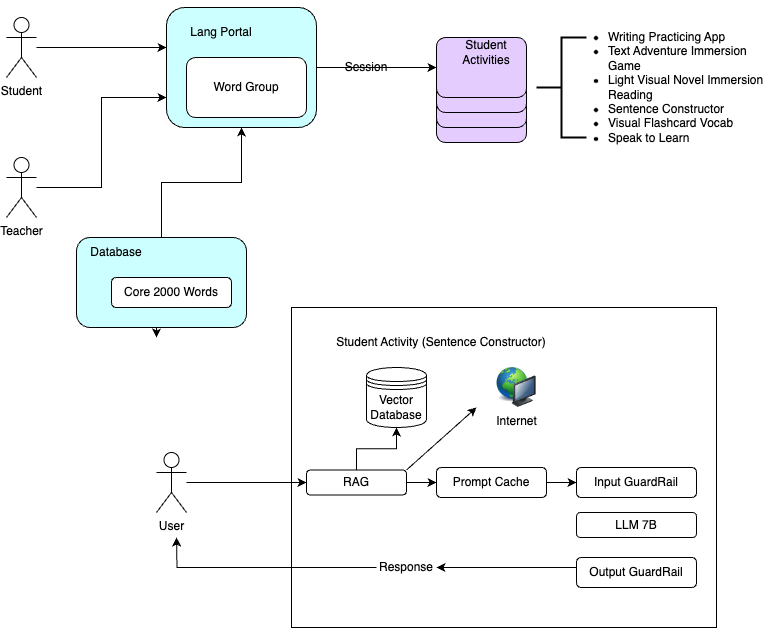 Lang Portal
Word Group
Student
Teacher
Session
Student
Activities
Writing Practicing App
Text Adventure Immersion
Game
Light Visual Novel Immersion
Reading
Sentence Constructor
Visual Flashcard Vocab
Speak to Learn
Database
Core 2000 Words
Student Activity (Sentence Constructor)
Vector
Database
Internet
User
RAG
Prompt Cache
Input GuardRail
LLM 7B
Output GuardRail
Response